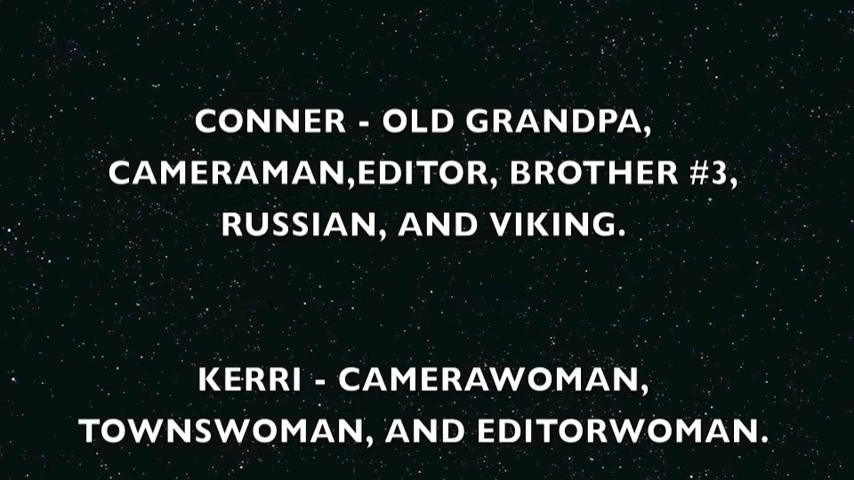 CONNER - OLD GRANDPA,
CAMERAMAN,EDITOR, BROTHER #3,
RUSSIAN, AND VIKING.
KERRI - CAMERAWOMAN,
TOWNSWOMAN, AND EDITORWOMAN.